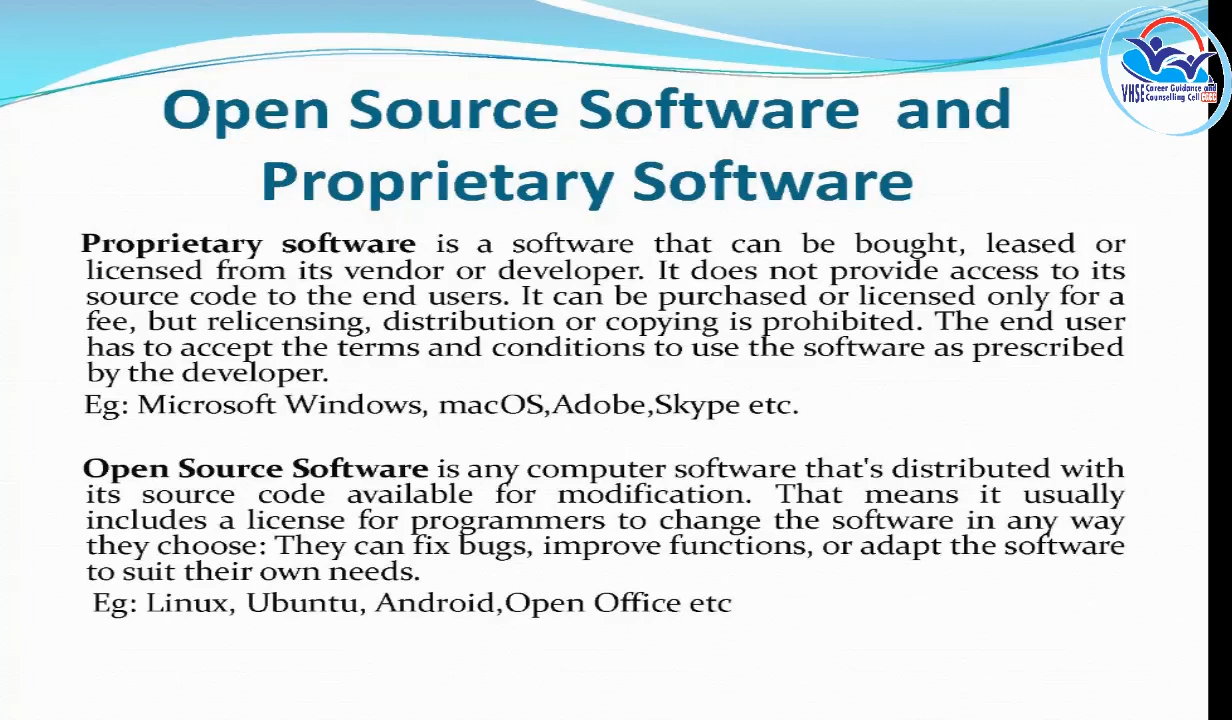 Open Source Software and
Proprietary Software
Proprietary software is a software that can be bought, leased or
licensed from its vendor or developer. It does not provide access to its
source code to the end users. It can be purchased or licensed only for a
fee, but relicensing, distribution or copying is prohibited. The end user
has to accept the terms and conditions to use the software as prescribed
by the developer.
Eg: Microsoft Windows, macOS,Adobe,Skype etc.
Open Source Software is any computer software that's distributed with
its source code available for modification. That means it usually
includes a license for programmers to change the software in any way
they choose: They can fix bugs, improve functions, or adapt the software
to suit their own needs.
Eg: Linux, Ubuntu, Android,Open Office etc
VHSE Career Guidance and
Counselling Cell